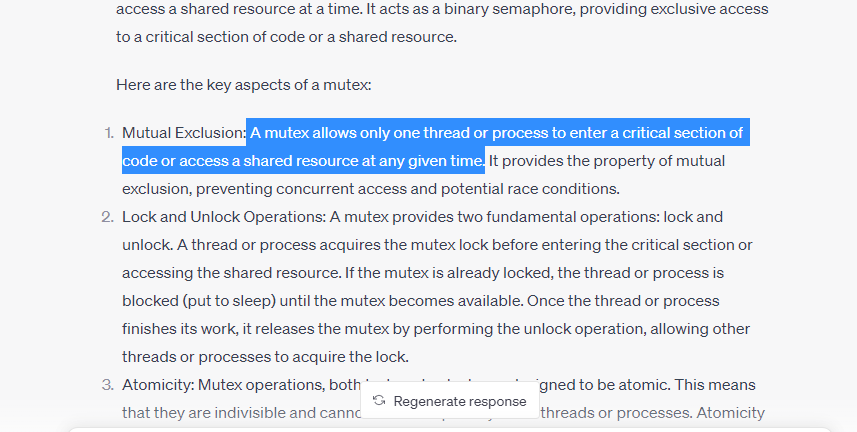 access a shared resource at a time. It acts as a binary semaphore, providing exclusive access
to a critical section of code or a shared resource.
Here are the key aspects of a mutex:
1. Mutual Exclusion: A mutex allows only one thread or process to enter a critical section of
code or access a shared resource at any given time. It provides the property of mutual
exclusion, preventing concurrent access and potential race conditions.
2. Lock and Unlock Operations: A mutex provides two fundamental operations: lock and
unlock. A thread or process acquires the mutex lock before entering the critical section or
accessing the shared resource. If the mutex is already locked, the thread or process is
blocked (put to sleep) until the mutex becomes available. Once the thread or process
finishes its work, it releases the mutex by performing the unlock operation, allowing other
threads or processes to acquire the lock.
3. Atomicity: Mutex operations, both to be atomic. This means
Regenerate response
that they are indivisible and threads or processes. Atomicity